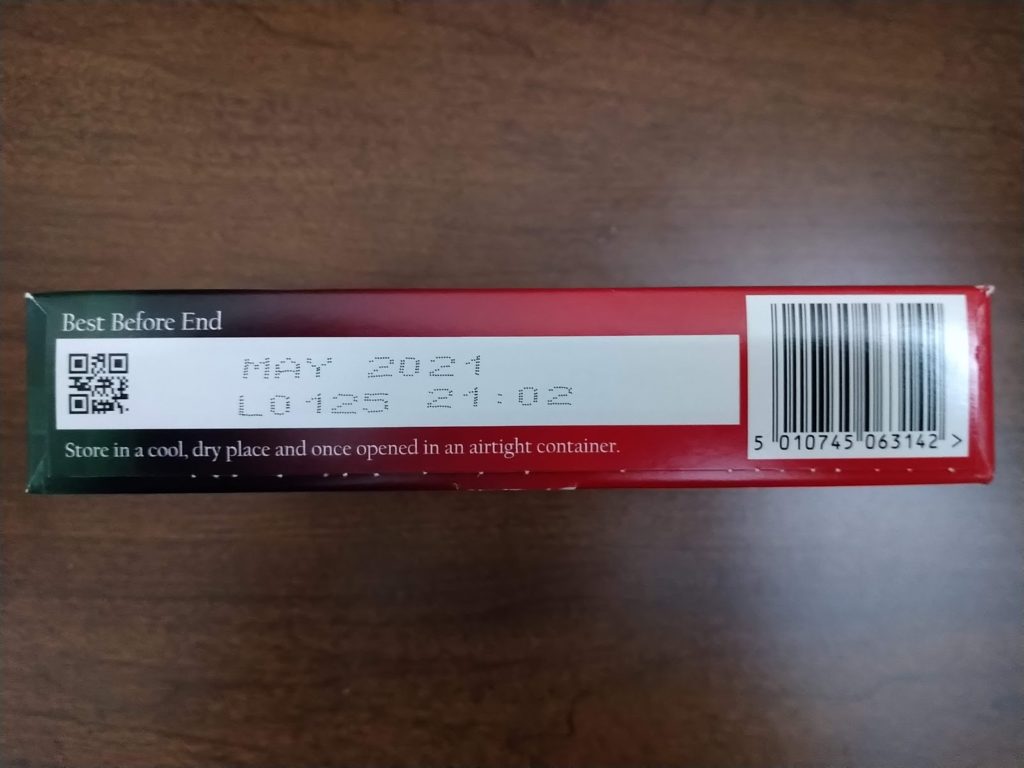 Best Before End
MAY 2021
L0125 21:02
Store in a cool, dry place and once opened in an airtight container.
5 010745 063142 >